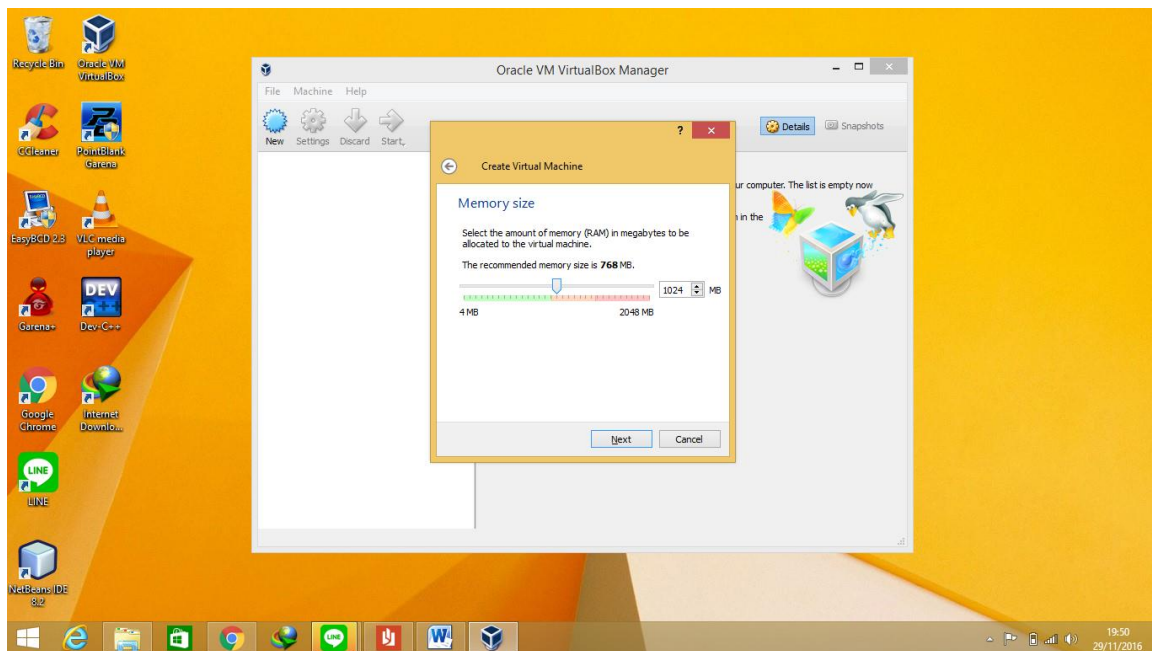 Recycle Bin
Oracle VM
VirtualBox
CCleaner
PointBlank
Garena
EasyBCD 2.3
VLC media
player
Garena+
DEV
Dev-C++
Google
Chrome
Internet
Downlo...
LINE
LINE
NetBeans IDE
8.2
Oracle VM VirtualBox Manager
File Machine Help
New Settings Discard Start,
Details Snapshots
ur computer. The list is empty now
n in the
? ×
Create Virtual Machine
Memory size
Select the amount of memory (RAM) in megabytes to be
allocated to the virtual machine.
The recommended memory size is 768 MB.
1024 MB
4 MB 2048 MB
Next Cancel
LINE
19:50
29/11/2016